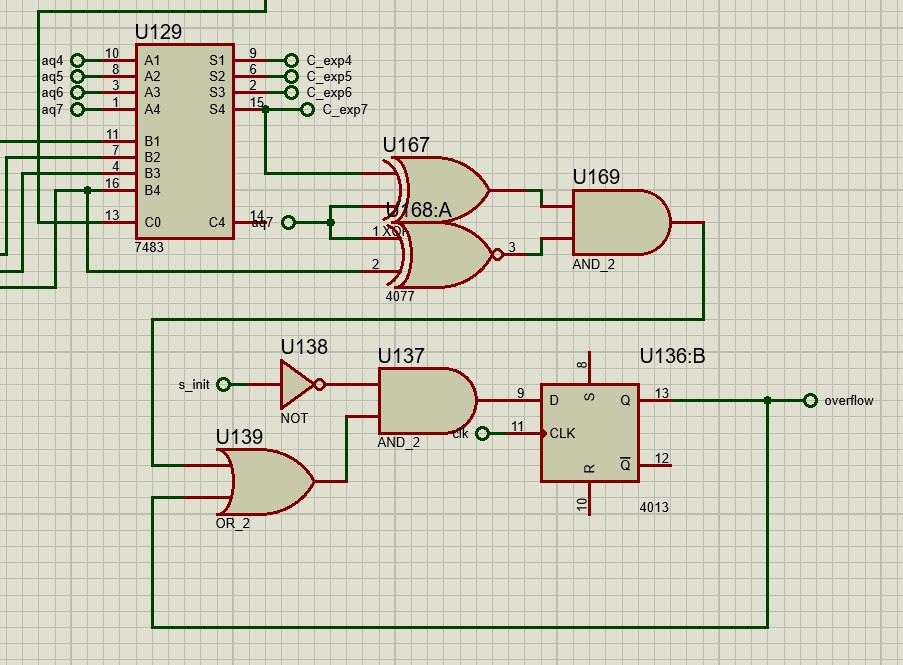 U129
aq4 10 A1 S1 9 C_exp4
aq5 8 A2 S2 6 C_exp5
aq6 3 A3 S3 2 C_exp6
aq7 1 A4 S4 15 C_exp7
11 B1
7 B2
4 B3
16 B4
13 C0 C4 14
7483
aq7
U167
XOR
U168:A
1
2
3
4077
U169
AND_2
s_init
U138
NOT
U137
AND_2
U139
OR_2
clk
U136:B
8
9 D S Q 13
overflow
11 CLK
R Q 12
10
4013